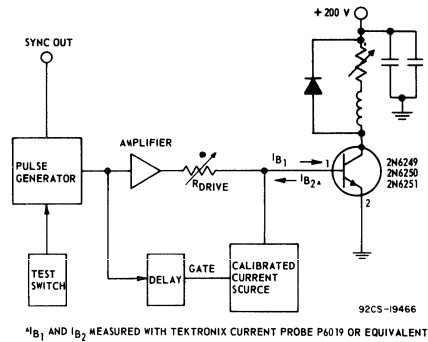 +200 V
SYNC OUT
AMPLIFIER
PULSE
GENERATOR
R DRIVE
IB1
IB2▲
1
2
2N6249
2N6250
2N6251
TEST
SWITCH
DELAY
GATE
CALIBRATED
CURRENT
SOURCE
92CS-19466
▲IB1 AND IB2 MEASURED WITH TEKTRONIX CURRENT PROBE P6019 OR EQUIVALENT